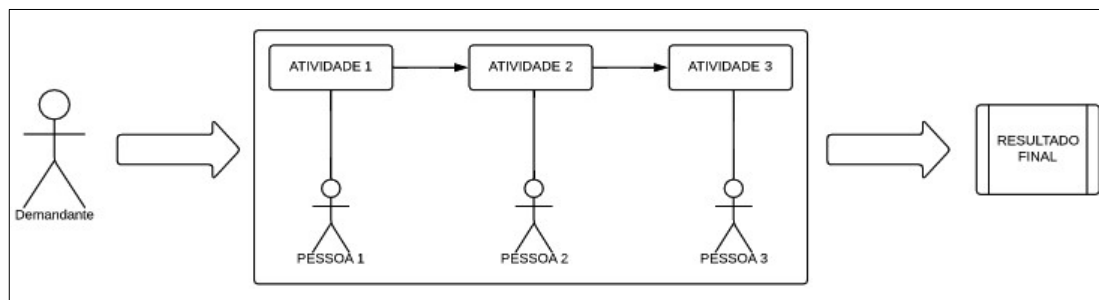 ATIVIDADE 1
ATIVIDADE 2
ATIVIDADE 3
RESULTADO
FINAL
Demandante
PESSOA 1
PESSOA 2
PESSOA 3